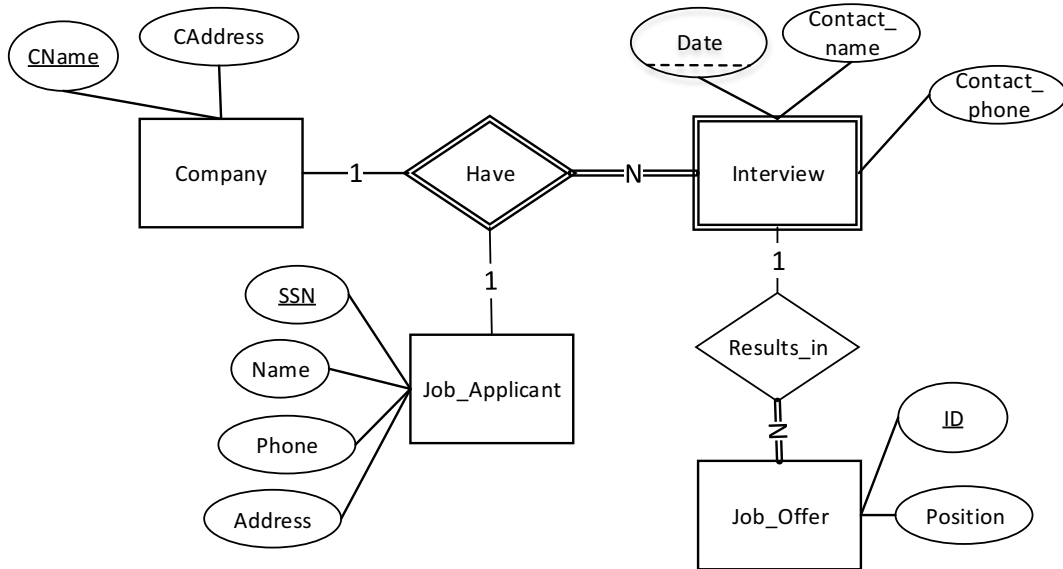 CName
CAddress
Date
Contact_
name
Contact_
phone
Company
1
Have
N
Interview
1
1
SSN
Name
Phone
Address
Job_Applicant
Results_in
N
ID
Job_Offer
Position